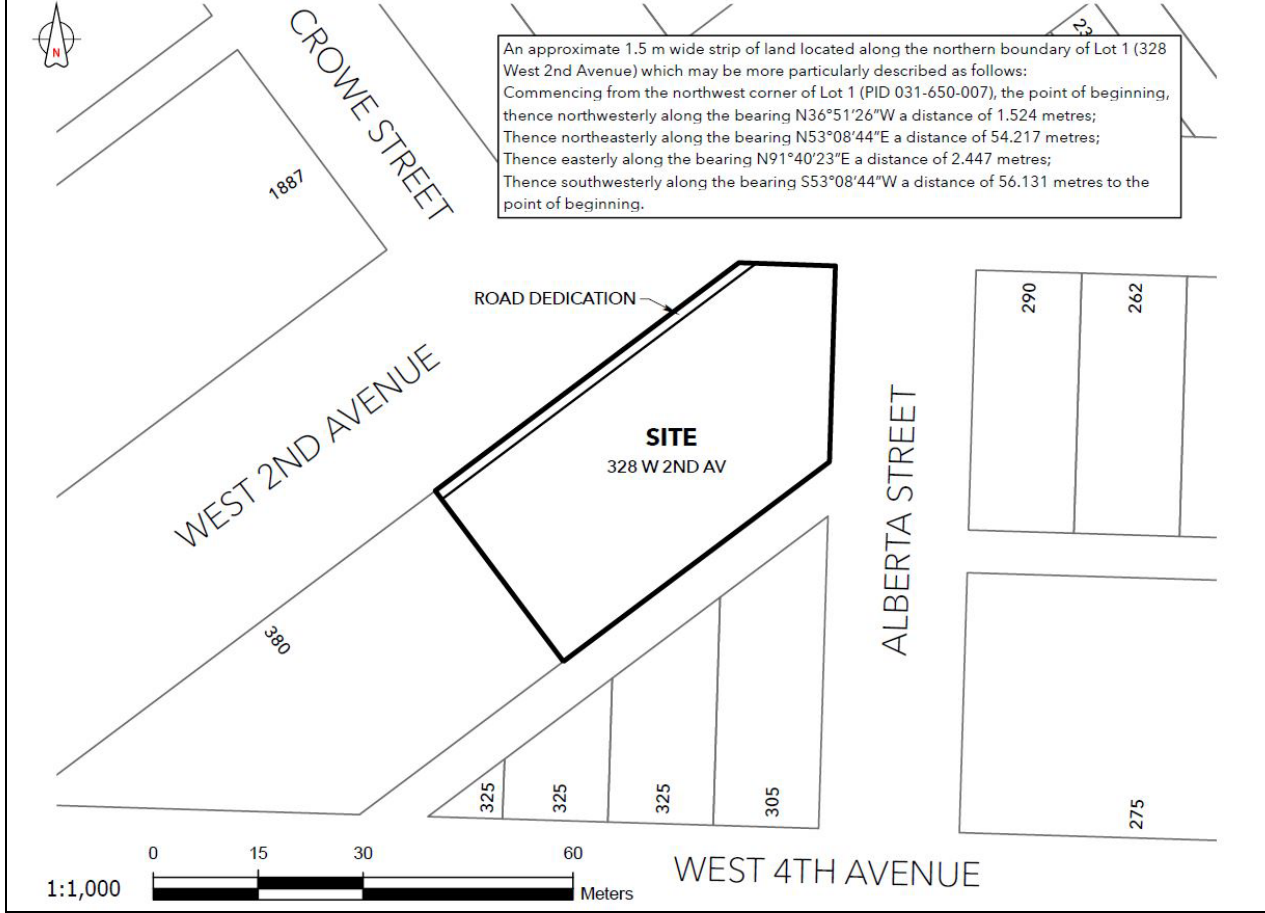 N
CROWE STREET
23
An approximate 1.5 m wide strip of land located along the northern boundary of Lot 1 (328
West 2nd Avenue) which may be more particularly described as follows:
Commencing from the northwest corner of Lot 1 (PID 031-650-007), the point of beginning,
thence northwesterly along the bearing N36°51'26"W a distance of 1.524 metres;
Thence northeasterly along the bearing N53°08'44"E a distance of 54.217 metres;
Thence easterly along the bearing N91°40'23"E a distance of 2.447 metres;
Thence southwesterly along the bearing S53°08'44"W a distance of 56.131 metres to the
point of beginning.
1887
ROAD DEDICATION
290
262
WEST 2ND AVENUE
SITE
328 W 2ND AV
ALBERTA STREET
380
325
325
325
305
275
WEST 4TH AVENUE
0 15 30 60
1:1,000
Meters